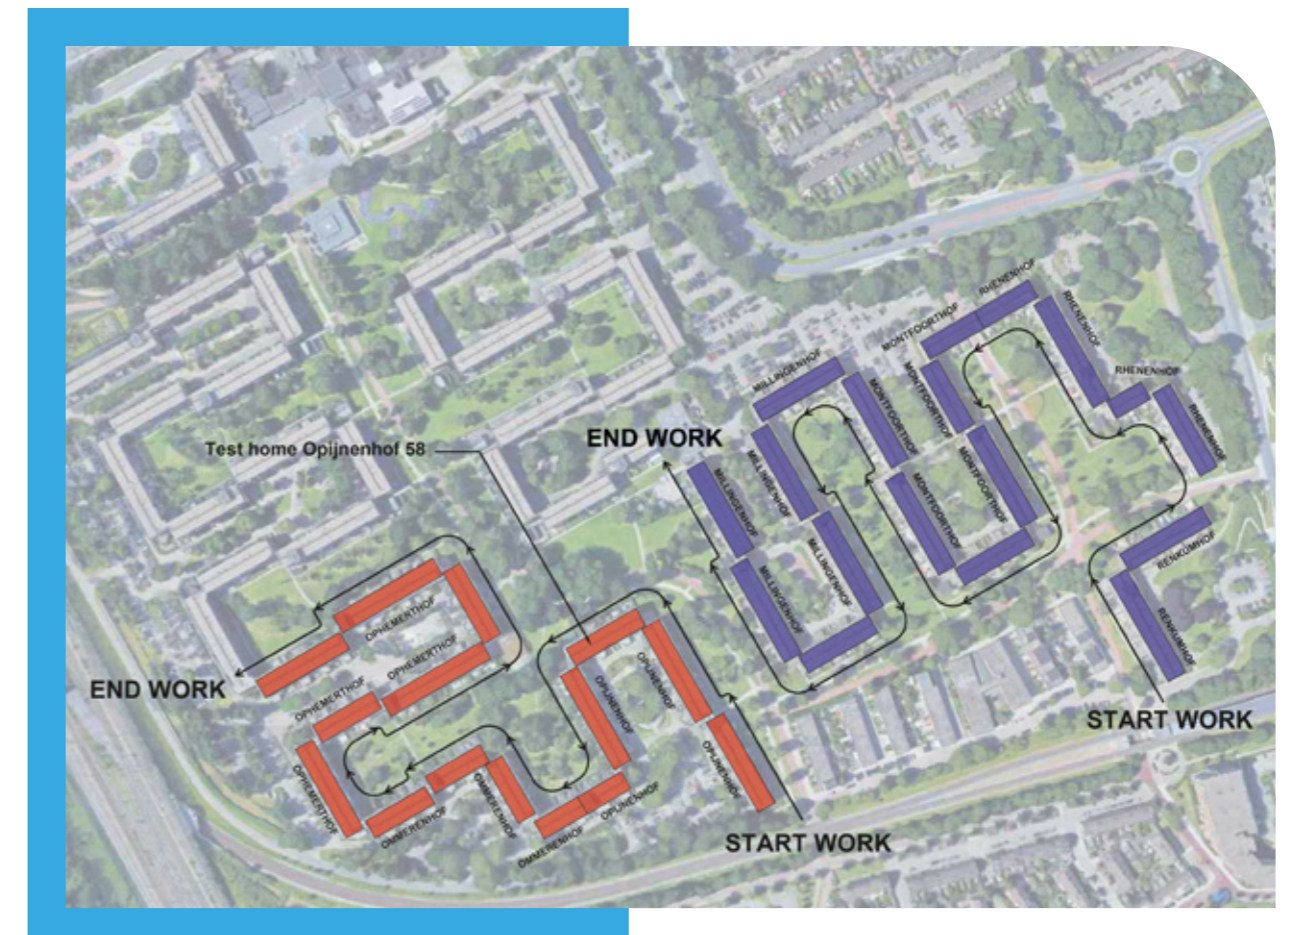 RHENENHOF
RHENENHOF
MONTFOORTHOF
MILLINGENHOF
RHENENHOF
MONTFOORTHOF
MONTFOORTHOF
RHENENHOF
END WORK
Test home Opijnenhof 58
MILLINGENHOF
MILLINGENHOF
MONTFOORTHOF
MONTFOORTHOF
RENKUMHOF
MILLINGENHOF
MILLINGENHOF
RENKUMHOF
OPHEMERTHOF
OPHEMERTHOF
OPIJNENHOF
OPIJNENHOF
END WORK
OPHEMERTHOF
START WORK
OPIJNENHOF
OPHEMERTHOF
OMMERENHOF
OMMERENHOF
OPIJNENHOF
OMMERENHOF
START WORK